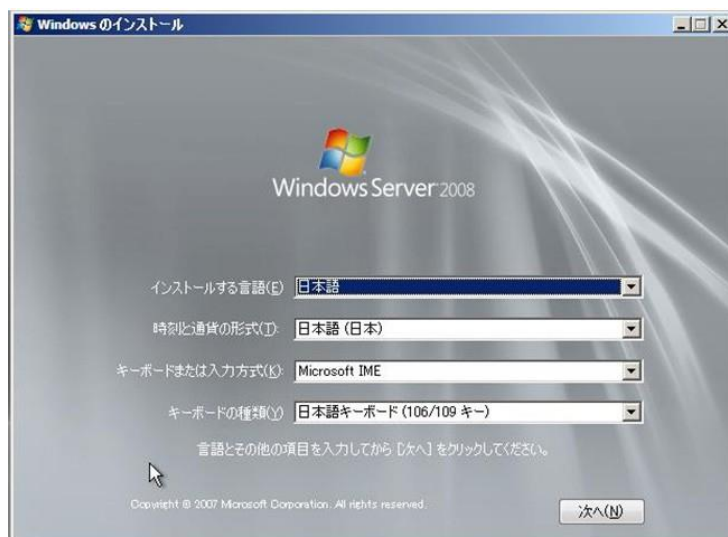 Windows のインストール
Windows Server 2008
インストールする言語(E) 日本語
時刻と通貨の形式(T): 日本語 (日本)
キーボードまたは入力方式(K): Microsoft IME
キーボードの種類(Y) 日本語キーボード (106/109 キー)
言語とその他の項目を入力してから [次へ] をクリックしてください。
Copyright © 2007 Microsoft Corporation. All rights reserved.
次へ(N)